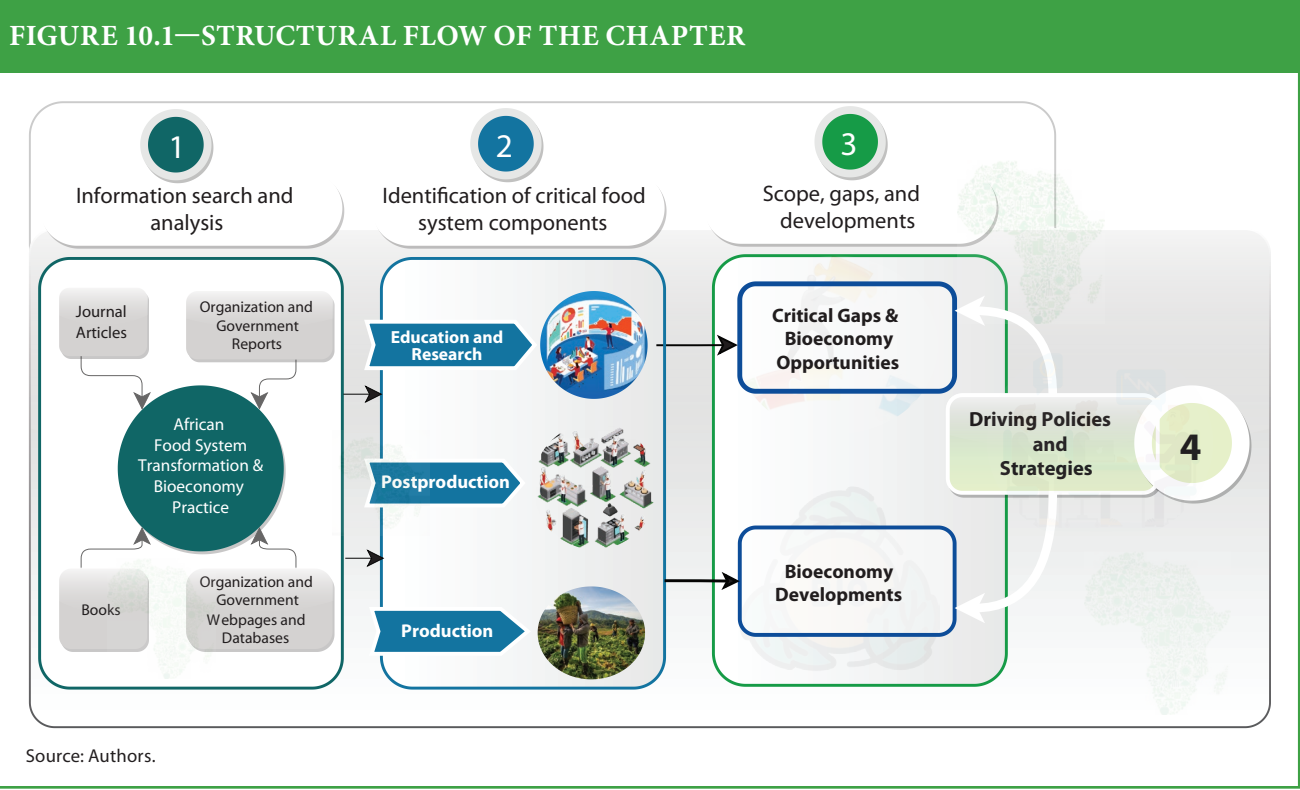 FIGURE 10.1—STRUCTURAL FLOW OF THE CHAPTER
1
Information search and
analysis
2
Identification of critical food
system components
3
Scope, gaps, and
developments
Journal
Articles
Organization and
Government
Reports
African
Food System
Transformation &
Bioeconomy
Practice
Books
Organization and
Government
Webpages and
Databases
Education and
Research
Postproduction
Production
Critical Gaps &
Bioeconomy
Opportunities
Bioeconomy
Developments
Driving Policies
and
Strategies
4
Source: Authors.